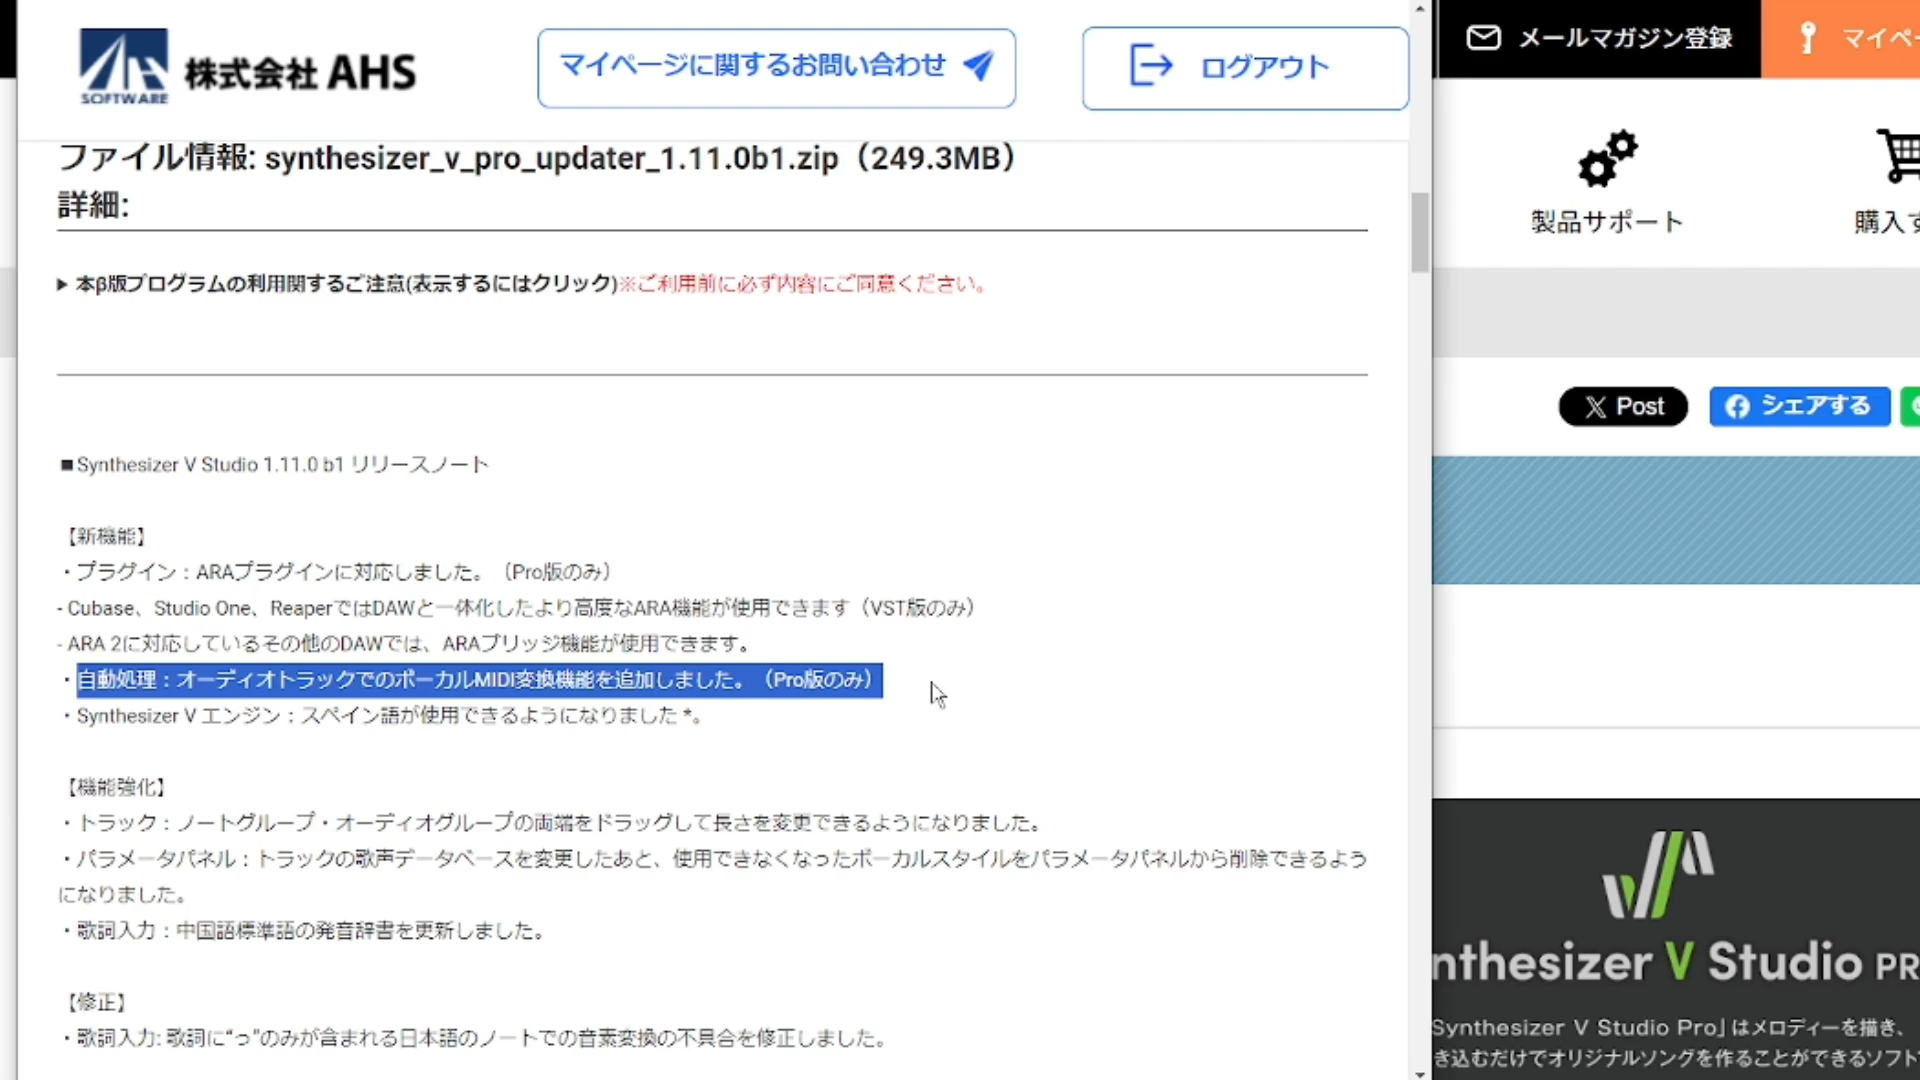 SOFTWARE
株式会社 AHS
マイページに関するお問い合わせ
ログアウト
メールマガジン登録
マイペー
ファイル情報: synthesizer_v_pro_updater_1.11.0b1.zip（249.3MB）
詳細:
製品サポート
購入す
▶ 本β版プログラムの利用関するご注意(表示するにはクリック)※ご利用前に必ず内容にご同意ください。
Post
シェアする
■Synthesizer V Studio 1.11.0 b1 リリースノート
【新機能】
・プラグイン：ARAプラグインに対応しました。（Pro版のみ）
- Cubase、Studio One、ReaperではDAWと一体化したより高度なARA機能が使用できます（VST版のみ）
- ARA 2に対応しているその他のDAWでは、ARAブリッジ機能が使用できます。
・自動処理：オーディオトラックでのボーカルMIDI変換機能を追加しました。（Pro版のみ）
・Synthesizer V エンジン：スペイン語が使用できるようになりました *。
【機能強化】
・トラック：ノートグループ・オーディオグループの両端をドラッグして長さを変更できるようになりました。
・パラメータパネル：トラックの歌声データベースを変更したあと、使用できなくなったボーカルスタイルをパラメータパネルから削除できるよう
になりました。
・歌詞入力：中国語標準語の発音辞書を更新しました。
【修正】
・歌詞入力: 歌詞に“っ”のみが含まれる日本語のノートでの音素変換の不具合を修正しました。
nthesizer V Studio PR
Synthesizer V Studio Pro」はメロディーを描き、
き込むだけでオリジナルソングを作ることができるソフト